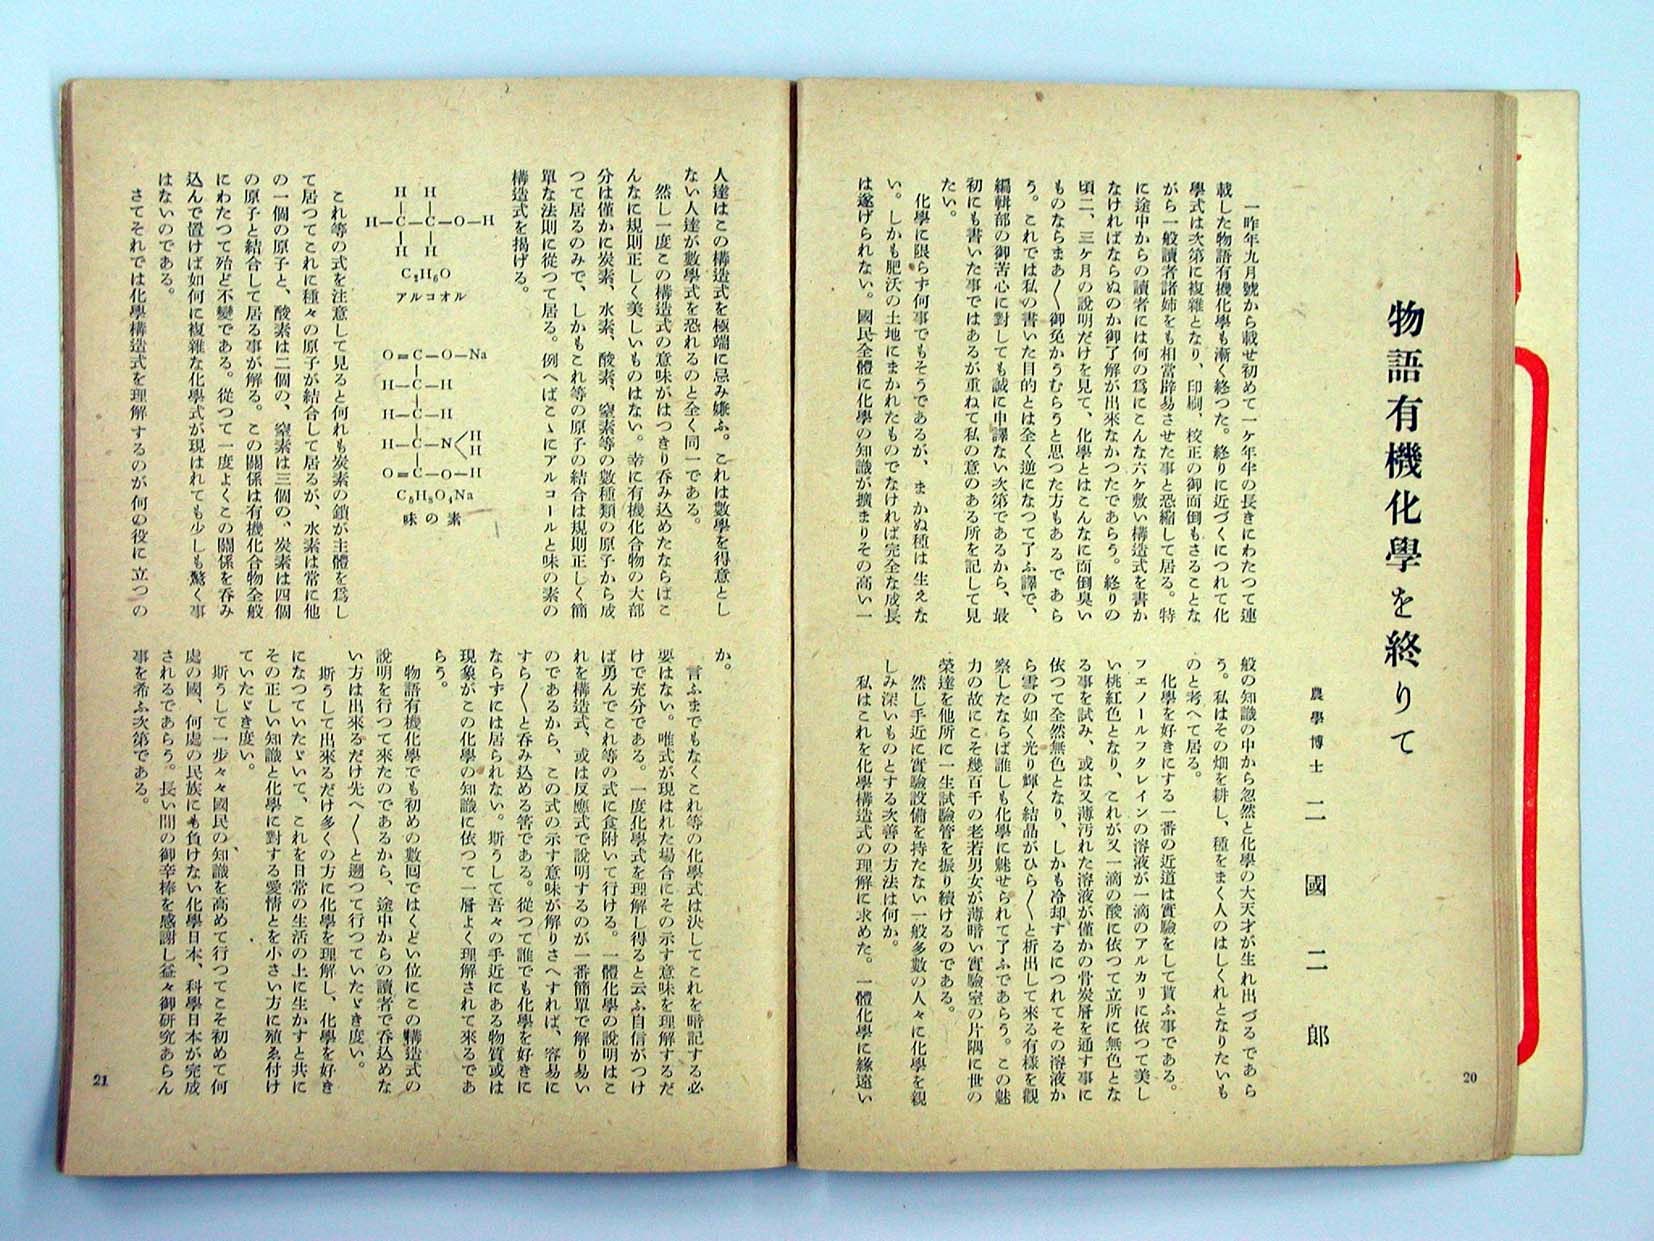 物語有機化學を終りて
農學博士 二國二郎
一昨年九月號から載せ初めて一ケ年半の長きにわたつて連
載した物語有機化學も漸く終つた。終りに近づくにつれて化
學式は次第に複雜となり、印刷、校正の御面倒もさることな
がら一般讀者諸姉をも相當辟易させた事と恐縮して居る。特
に途中からの讀者には何の爲にこんな六ケ敷い構造式を書か
なければならぬのか御了解が出來なかつたであらう。終りの
頃二、三ケ月の說明だけを見て、化學とはこんなに面倒臭い
ものならまあ〱御免かうむらうと思つた方もあるであら
う。これでは私の書いた目的とは全く逆になつて了ふ譯で、
編輯部の御苦心に對しても誠に申譯ない次第であるから、最
初にも書いた事ではあるが重ねて私の意のある所を記して見
たい。
化學に限らず何事でもそうであるが、まかぬ種は生えな
い。しかも肥沃の土地にまかれたものでなければ完全な成長
は遂げられない。國民全體に化學の知識が擴まりその高い一
般の知識の中から忽然と化學の大天才が生れ出づるであら
う。私はその畑を耕し、種をまく人のはしくれとなりたいも
のと考へて居る。
化學を好きにする一番の近道は實驗をして貰ふ事である。
フェノールフタレインの溶液が一滴のアルカリに依つて美し
い桃紅色となり、これが又一滴の酸に依つて立所に無色とな
る事を試み、或は又薄汚れた溶液が僅かの骨炭層を通す事に
依つて全然無色となり、しかも冷却するにつれてその溶液か
ら雪の如く光り輝く結晶がひら〱と析出して來る有樣を觀
察したならば誰しも化學に魅せられて了ふであらう。この魅
力の故にこそ幾百千の老若男女が薄暗い實驗室の片隅に世の
榮達を他所に一生試驗管を振り續けるのである。
然し手近に實驗設備を持たない一般多數の人々に化學を親
しみ深いものとする次善の方法は何か。
私はこれを化學構造式の理解に求めた。一體化學に緣遠い
20
人達はこの構造式を極端に忌み嫌ふ。これは數學を得意とし
ない人達が數學式を恐れるのと全く同一である。
然し一度この構造式の意味がはつきり呑み込めたならばこ
んなに規則正しく美しいものはない。幸に有機化合物の大部
分は僅かに炭素、水素、酸素、窒素等の數種類の原子から成
つて居るのみで、しかもこれ等の原子の結合は規則正しく簡
單な法則に從つて居る。例へばこゝにアルコールと味の素の
構造式を揭げる。
H H
H—C—C—O—H
H H
C₂H₆O
アルコオル
O=C—O—Na
H—C—H
H—C—H
H—C—N<H H
O=C—O—H
C₅H₈O₄Na
味の素
これ等の式を注意して見ると何れも炭素の鎖が主體を爲し
て居つてこれに種々の原子が結合して居るが、水素は常に他
の一個の原子と、酸素は二個の、窒素は三個の、炭素は四個
の原子と結合して居る事が解る。この關係は有機化合物全般
にわたつて殆ど不變である。從つて一度よくこの關係を呑み
込んで置けば如何に複雜な化學式が現はれても少しも驚く事
はないのである。
さてそれでは化學構造式を理解するのが何の役に立つの
か。
言ふまでもなくこれ等の化學式は決してこれを暗記する必
要はない。唯式が現はれた場合にその示す意味を理解するだ
けで充分である。一度化學式を理解し得ると云ふ自信がつけ
ば勇んでこれ等の式に食附いて行ける。一體化學の說明はこ
れを構造式、或は反應式で說明するのが一番簡單で解り易い
のであるから、この式の示す意味が解りさへすれば、容易に
すら〱と呑み込める筈である。從つて誰でも化學を好きに
ならずには居られない。斯うして吾々の手近にある物質或は
現象がこの化學の知識に依つて一層よく理解されて來るであ
らう。
物語有機化學でも初めの數回ではくどい位にこの構造式の
說明を行つて來たのであるから、途中からの讀者で呑込めな
い方は出來るだけ先へ〱と遡つて行つていたゞき度い。
斯うして出來るだけ多くの方に化學を理解し、化學を好き
になつていたゞいて、これを日常の生活の上に生かすと共に
その正しい知識と化學に對する愛情とを小さい方に殖ゑ付け
ていたゞき度い。
斯うして一步々々國民の知識を高めて行つてこそ初めて何
處の國、何處の民族にも負けない化學日本、科學日本が完成
されるであらう。長い間の御辛棒を感謝し益々御硏究あらん
事を希ふ次第である。
21